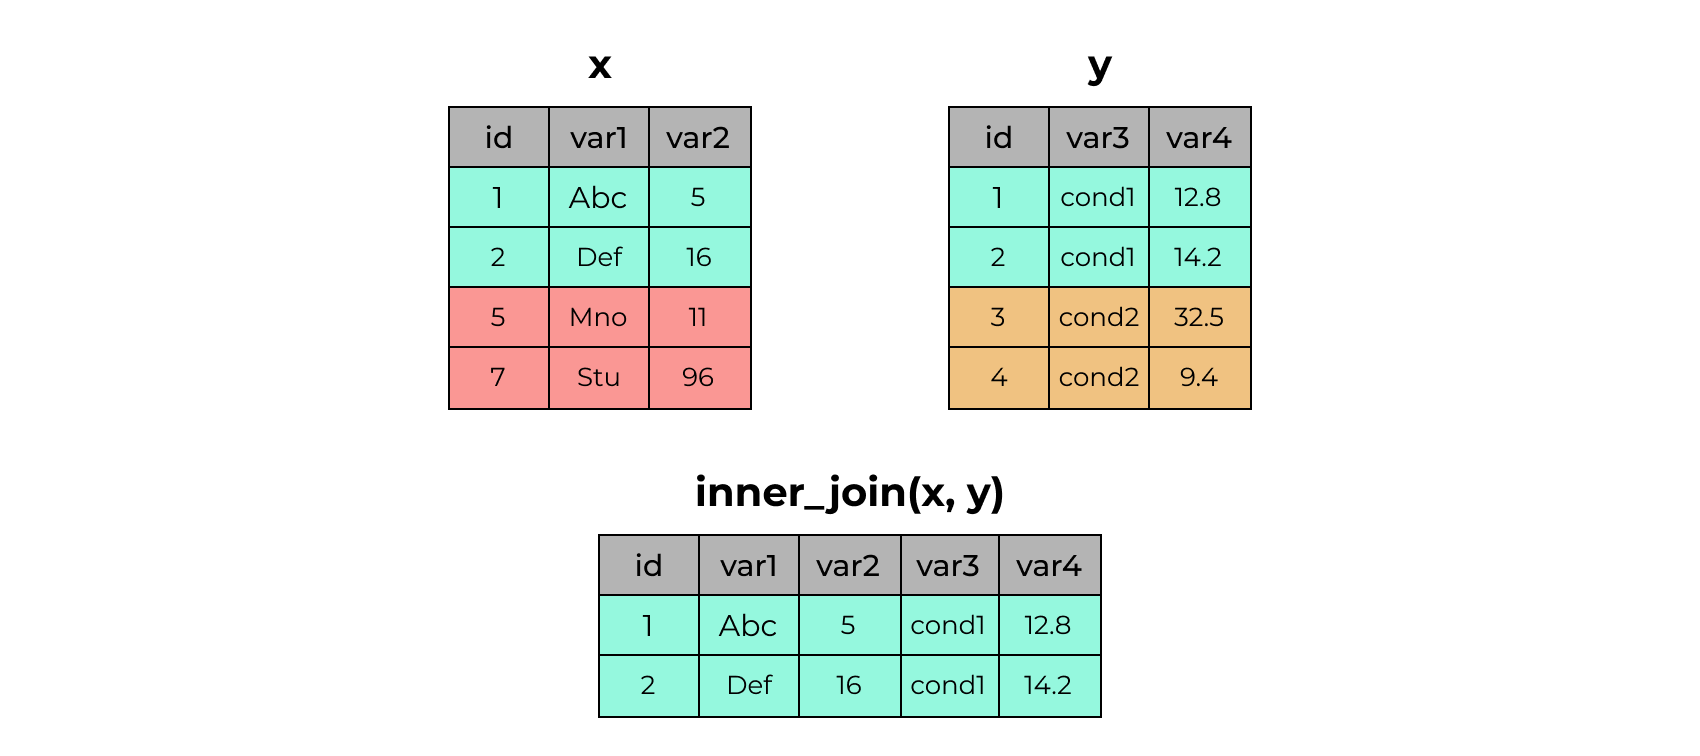 x
id var1 var2
1 Abc 5
2 Def 16
5 Mno 11
7 Stu 96
y
id var3 var4
1 cond1 12.8
2 cond1 14.2
3 cond2 32.5
4 cond2 9.4
inner_join(x, y)
id var1 var2 var3 var4
1 Abc 5 cond1 12.8
2 Def 16 cond1 14.2